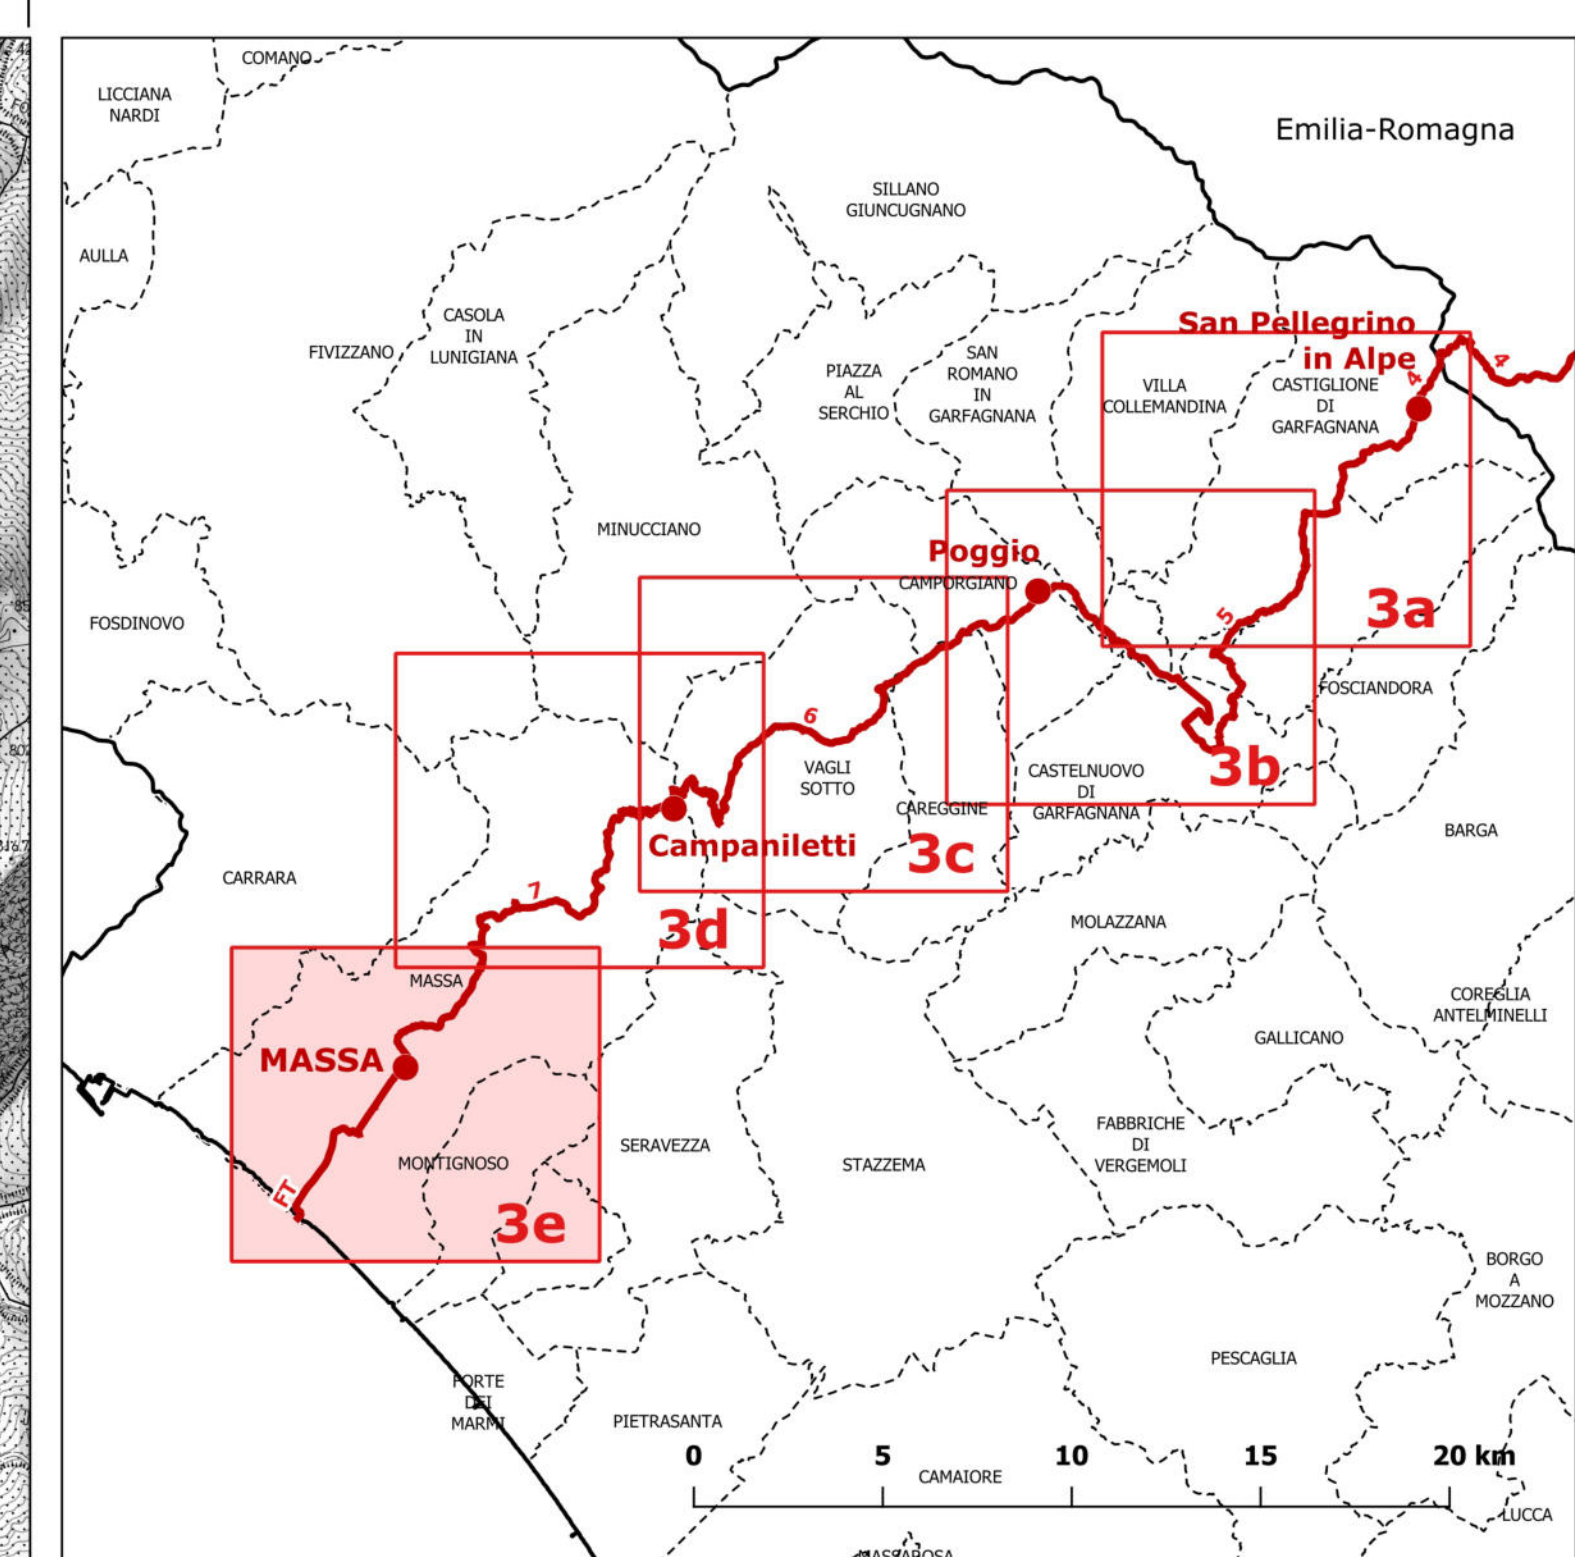 COMANO
LICCIANA
NARDI
Emilia-Romagna
SILLANO
GIUNCUGNANO
AULLA
CASOLA
IN
LUNIGIANA
FIVIZZANO
San Pellegrino
in Alpe
4
4
PIAZZA
AL
SERCHIO
SAN
ROMANO
IN
GARFAGNANA
VILLA
COLLEMANDINA
CASTIGLIONE
DI
GARFAGNANA
MINUCCIANO
Poggio
CAMPORGIANO
3a
5
FOSDINOVO
FOSCIANDORA
6
VAGLI
SOTTO
CASTELNUOVO
DI
GARFAGNANA
3b
CAREGGINE
Campaniletti
3c
BARGA
CARRARA
7
3d
MOLAZZANA
MASSA
COREGLIA
ANTELMINELLI
GALLICANO
MASSA
FABBRICHE
DI
VERGEMOLI
SERAVEZZA
STAZZEMA
MONTIGNOSO
FT
3e
BORGO
A
MOZZANO
PESCAGLIA
FORTE
DEI
MARMI
PIETRASANTA
0 5 10 15 20 km
CAMAIORE
LUCCA
MASSAROSA